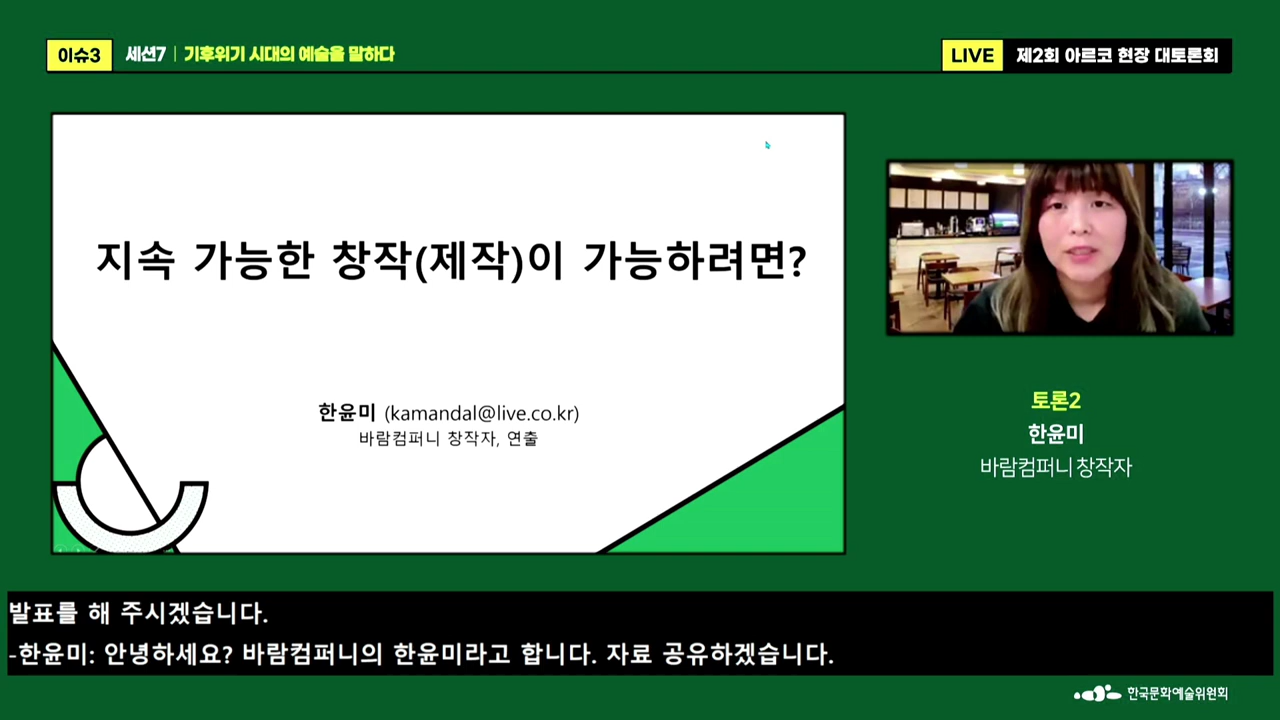 이슈3
세션7 | 기후위기 시대의 예술을 말하다
LIVE 제2회 아르코 현장 대토론회
지속 가능한 창작(제작)이 가능하려면?
한윤미 (kamandal@live.co.kr)
바람컴퍼니 창작자, 연출
토론2
한윤미
바람컴퍼니 창작자
발표를 해 주시겠습니다.
-한윤미: 안녕하세요? 바람컴퍼니의 한윤미라고 합니다. 자료 공유하겠습니다.
한국문화예술위원회